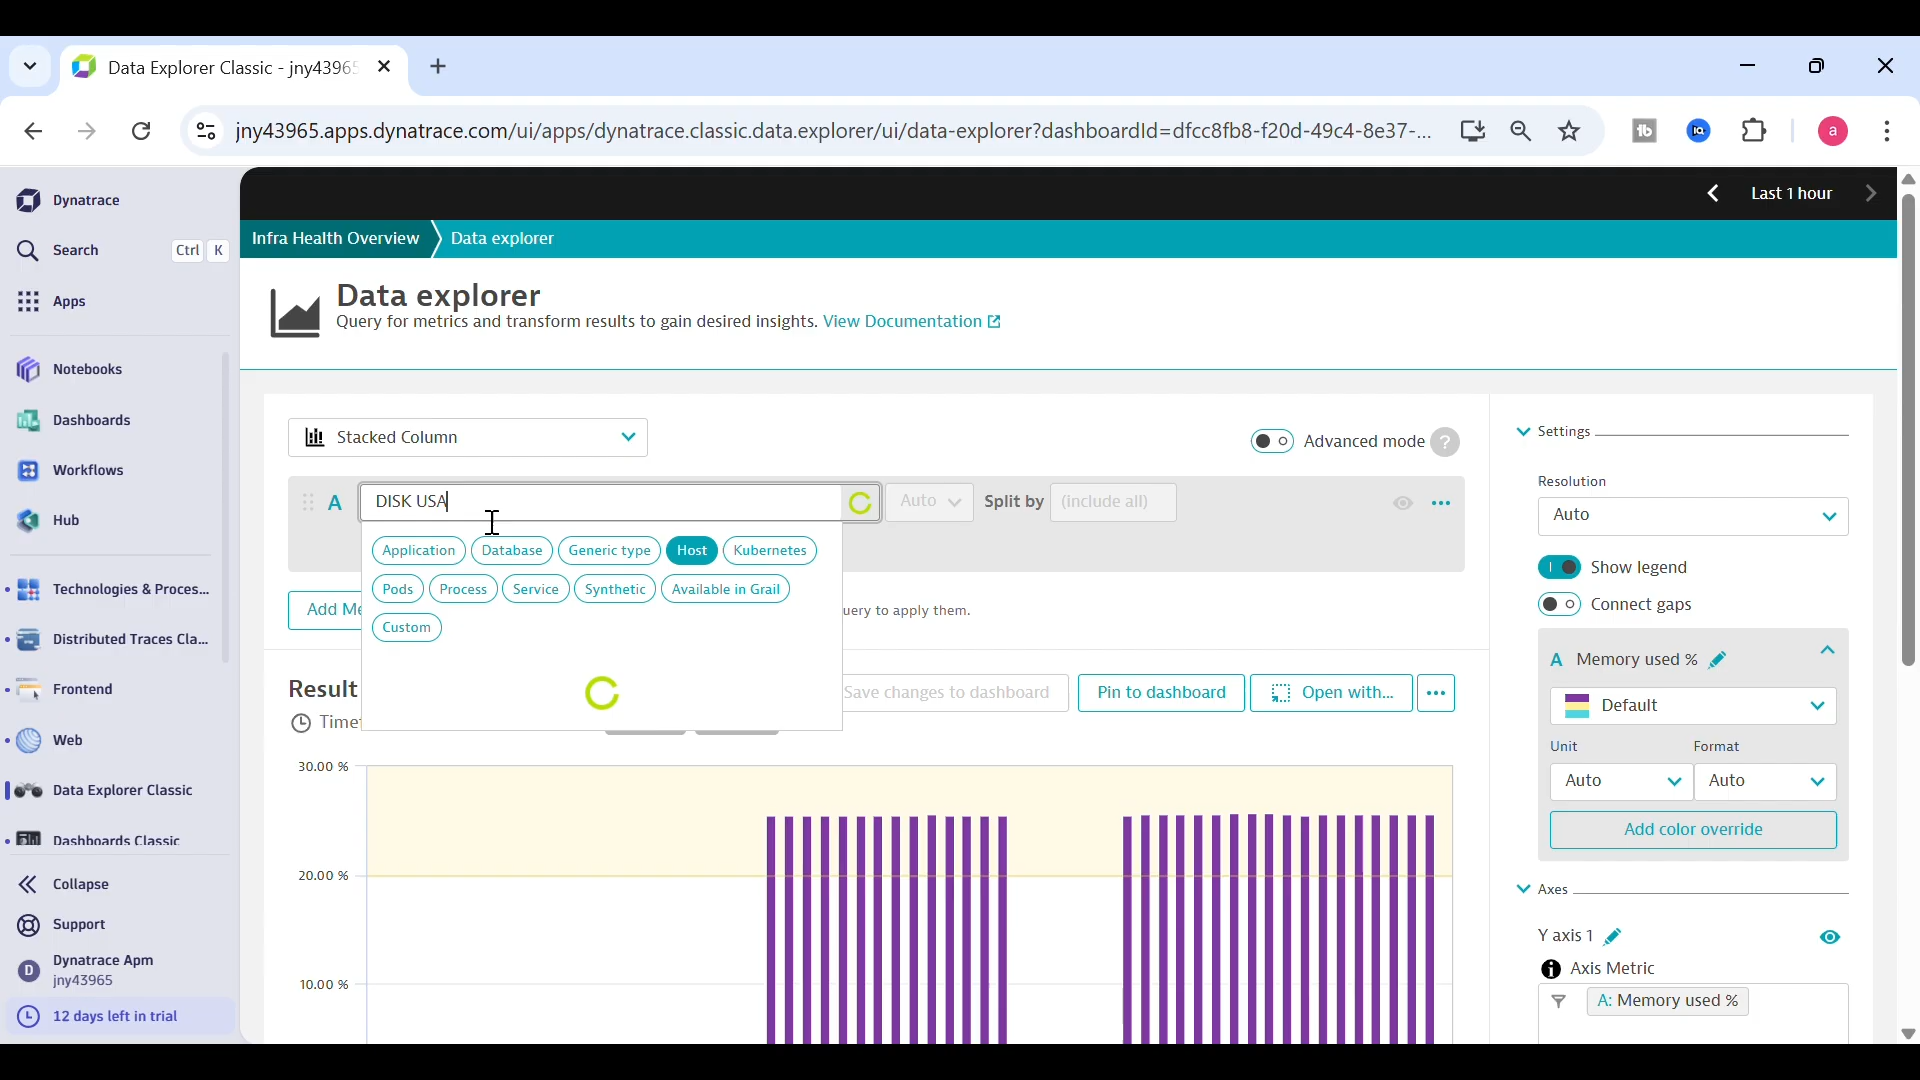 Data Explorer Classic - jny43965
jny43965.apps.dynatrace.com/ui/apps/dynatrace.classic.data.explorer/ui/data-explorer?dashboardId=dfcc8fb8-f20d-49c4-8e37-...
a
Dynatrace
Search Ctrl K
Apps
Notebooks
Dashboards
Workflows
Hub
Technologies & Proces...
Distributed Traces Cla...
Frontend
Web
Data Explorer Classic
Dashboards Classic
Collapse
Support
D
Dynatrace Apm
jny43965
12 days left in trial
Last 1 hour
Infra Health Overview
Data explorer
Data explorer
Query for metrics and transform results to gain desired insights. View Documentation
Stacked Column
Advanced mode ?
A DISK USA Auto Split by (include all)
Application Database Generic type Host Kubernetes
Pods Process Service Synthetic Available in Grail
Custom
Add Me
uery to apply them.
Result
Save changes to dashboard Pin to dashboard Open with...
Timef
30.00 %
20.00 %
10.00 %
Settings
Resolution
Auto
Show legend
Connect gaps
A Memory used %
Default
Unit Format
Auto Auto
Add color override
Axes
Y axis 1
Axis Metric
A: Memory used %